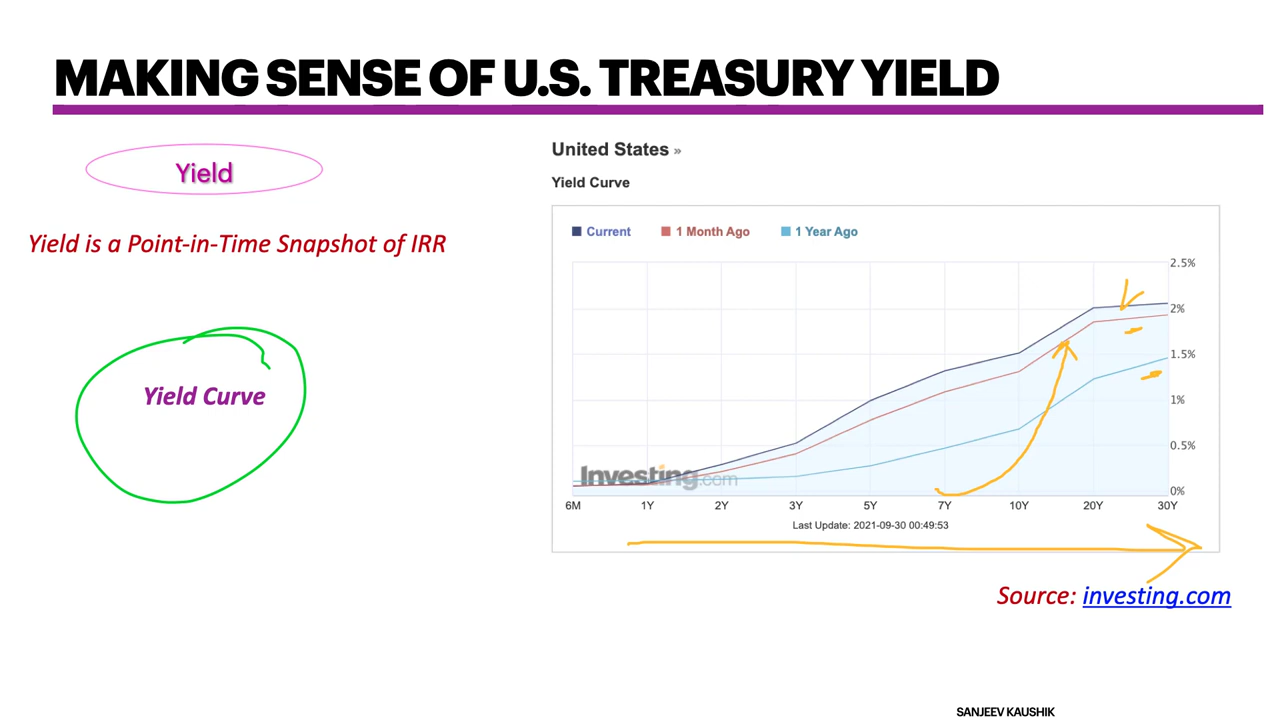 MAKING SENSE OF U.S. TREASURY YIELD
Yield
Yield is a Point-in-Time Snapshot of IRR
Yield Curve
United States »
Yield Curve
Current 1 Month Ago 1 Year Ago
2.5%
2%
1.5%
1%
0.5%
0%
Investing.com
6M 1Y 2Y 3Y 5Y 7Y 10Y 20Y 30Y
Last Update: 2021-09-30 00:49:53
Source: investing.com
SANJEEV KAUSHIK